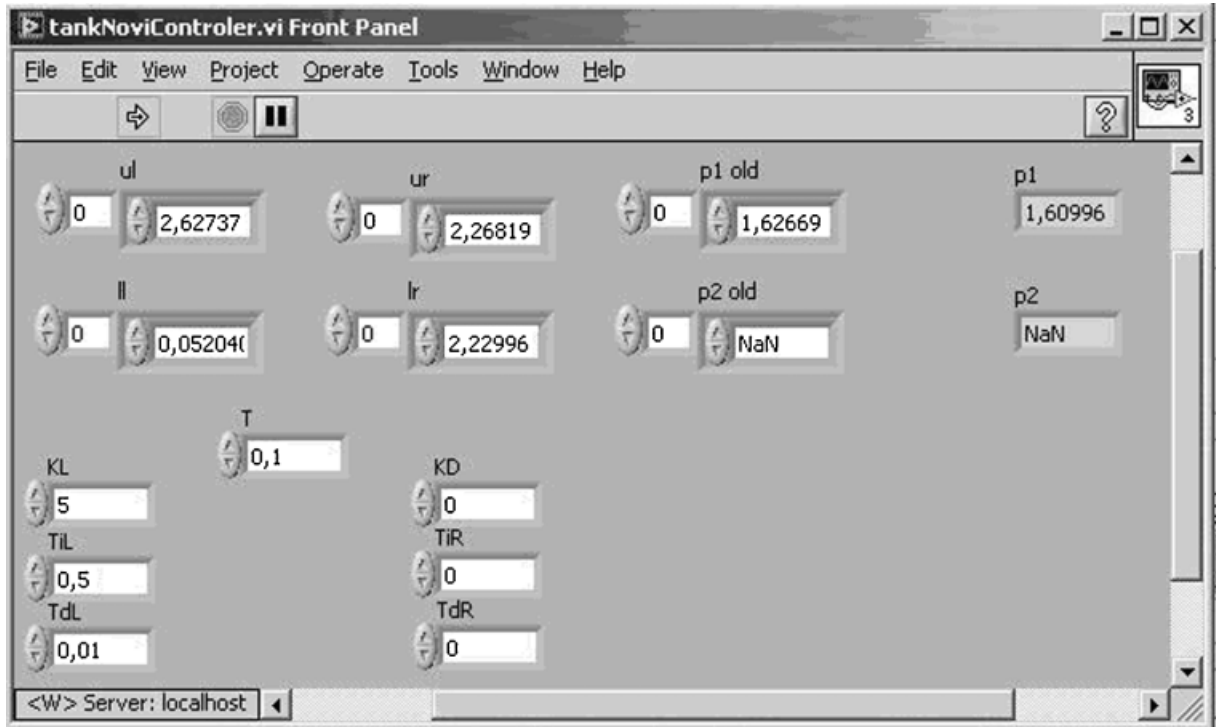 tankNoviControler.vi Front Panel
File Edit View Project Operate Tools Window Help
3
ul ur p1 old p1
0 2,62737 0 2,26819 0 1,62669 1,60996
ll lr p2 old p2
0 0,05204 0 2,22996 0 NaN NaN
T
0,1
KL KD
5 0
TiL TiR
0,5 0
TdL TdR
0,01 0
<W> Server: localhost